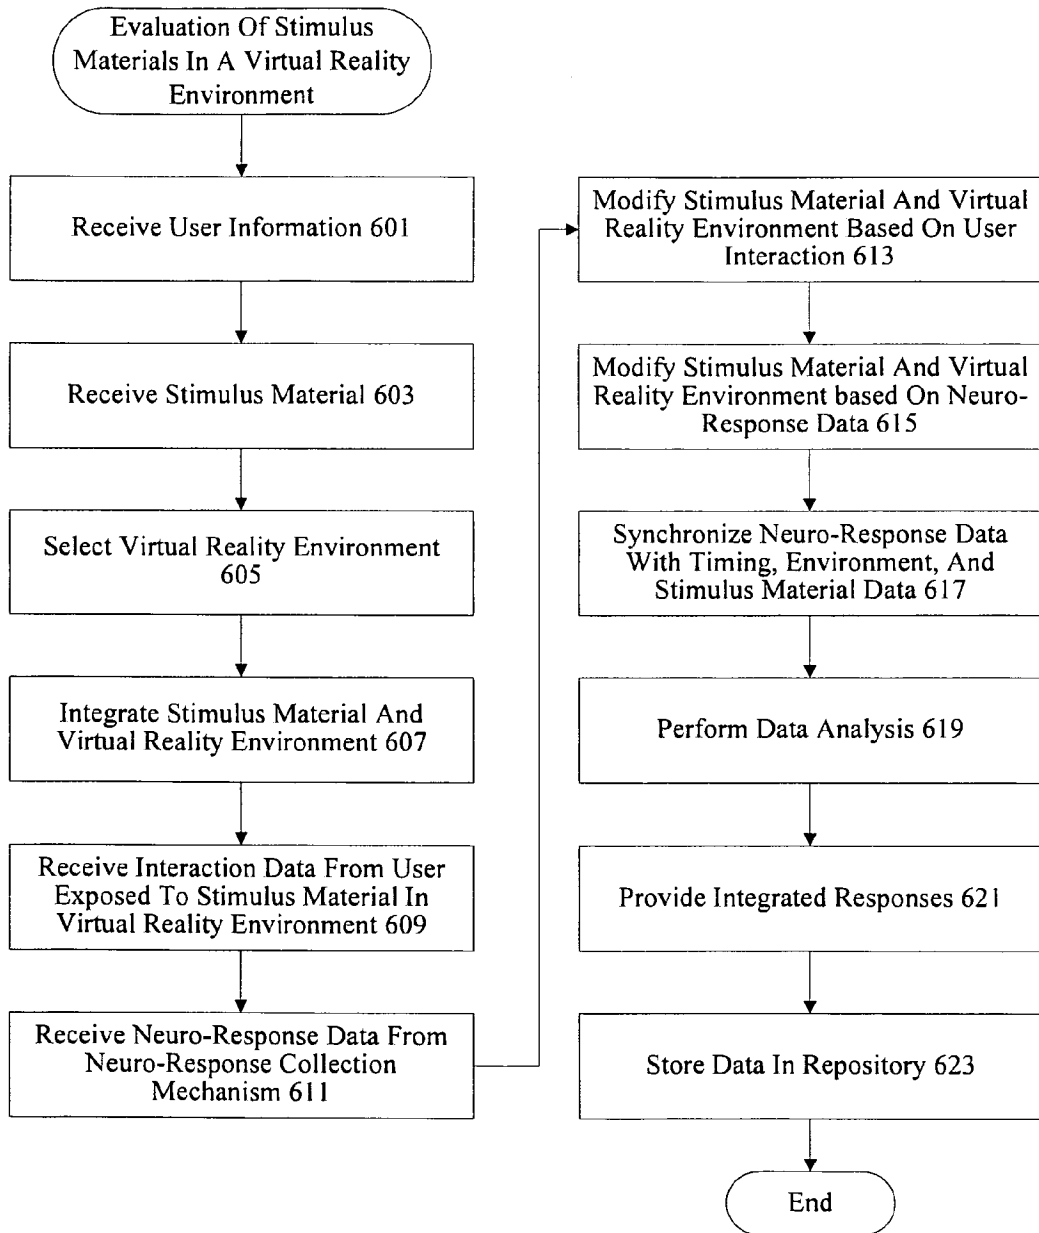 Evaluation Of Stimulus
Materials In A Virtual Reality
Environment
Receive User Information 601
Receive Stimulus Material 603
Select Virtual Reality Environment
605
Integrate Stimulus Material And
Virtual Reality Environment 607
Receive Interaction Data From User
Exposed To Stimulus Material In
Virtual Reality Environment 609
Receive Neuro-Response Data From
Neuro-Response Collection
Mechanism 611
Modify Stimulus Material And Virtual
Reality Environment Based On User
Interaction 613
Modify Stimulus Material And Virtual
Reality Environment based On Neuro-
Response Data 615
Synchronize Neuro-Response Data
With Timing, Environment, And
Stimulus Material Data 617
Perform Data Analysis 619
Provide Integrated Responses 621
Store Data In Repository 623
End